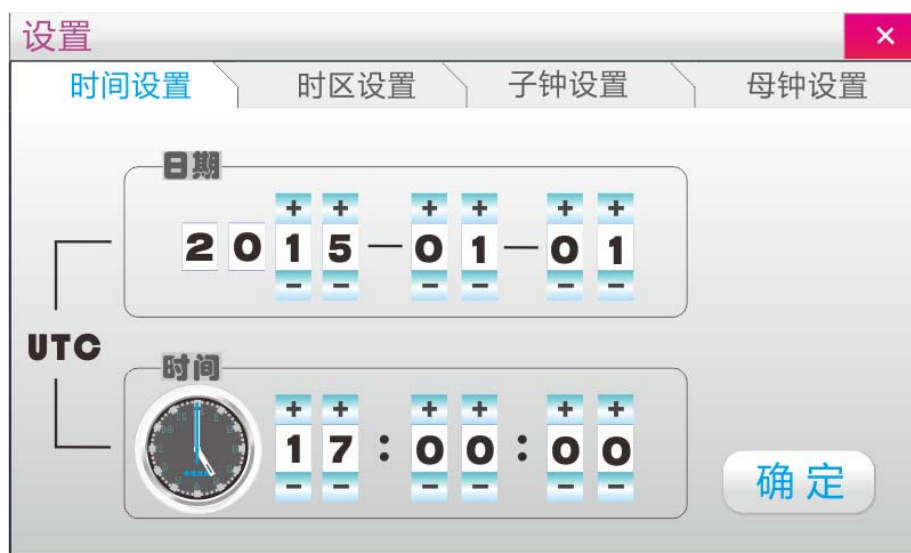 设置
×
时间设置 时区设置 子钟设置 母钟设置
日期
+ + + + + +
2015—01—01
− − − − − −
UTC
时间
+ + + + + +
17:00:00
− − − − − −
确定